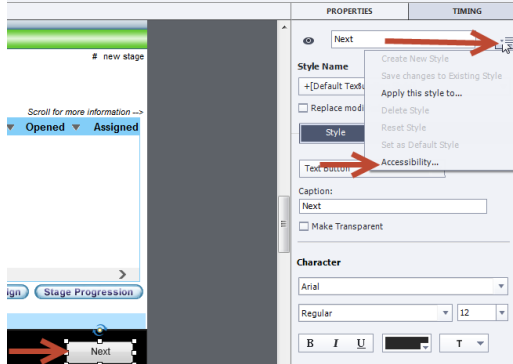 PROPERTIES TIMING
Next
# new stage
Create New Style
Save changes to Existing Style
Style Name
+[Default Text
Apply this style to...
Replace modi
Delete Style
Scroll for more information -->
Reset Style
Opened Assigned
Style
Set as Default Style
Accessibility...
Text Button
Caption:
Next
Make Transparent
Character
ign) Stage Progression
Arial
Regular 12
B I U T
Next